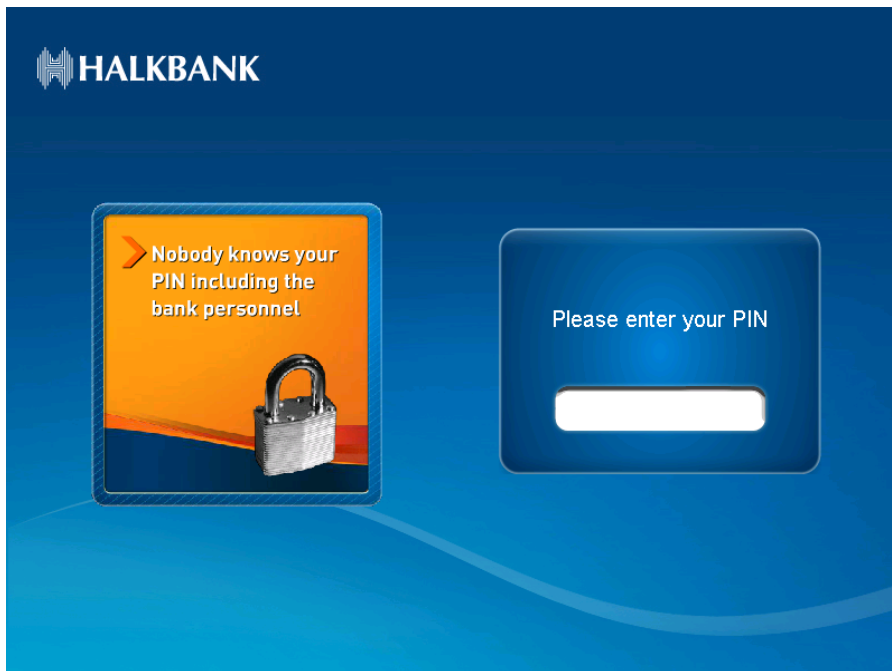 HALKBANK
Nobody knows your
PIN including the
bank personnel
Please enter your PIN